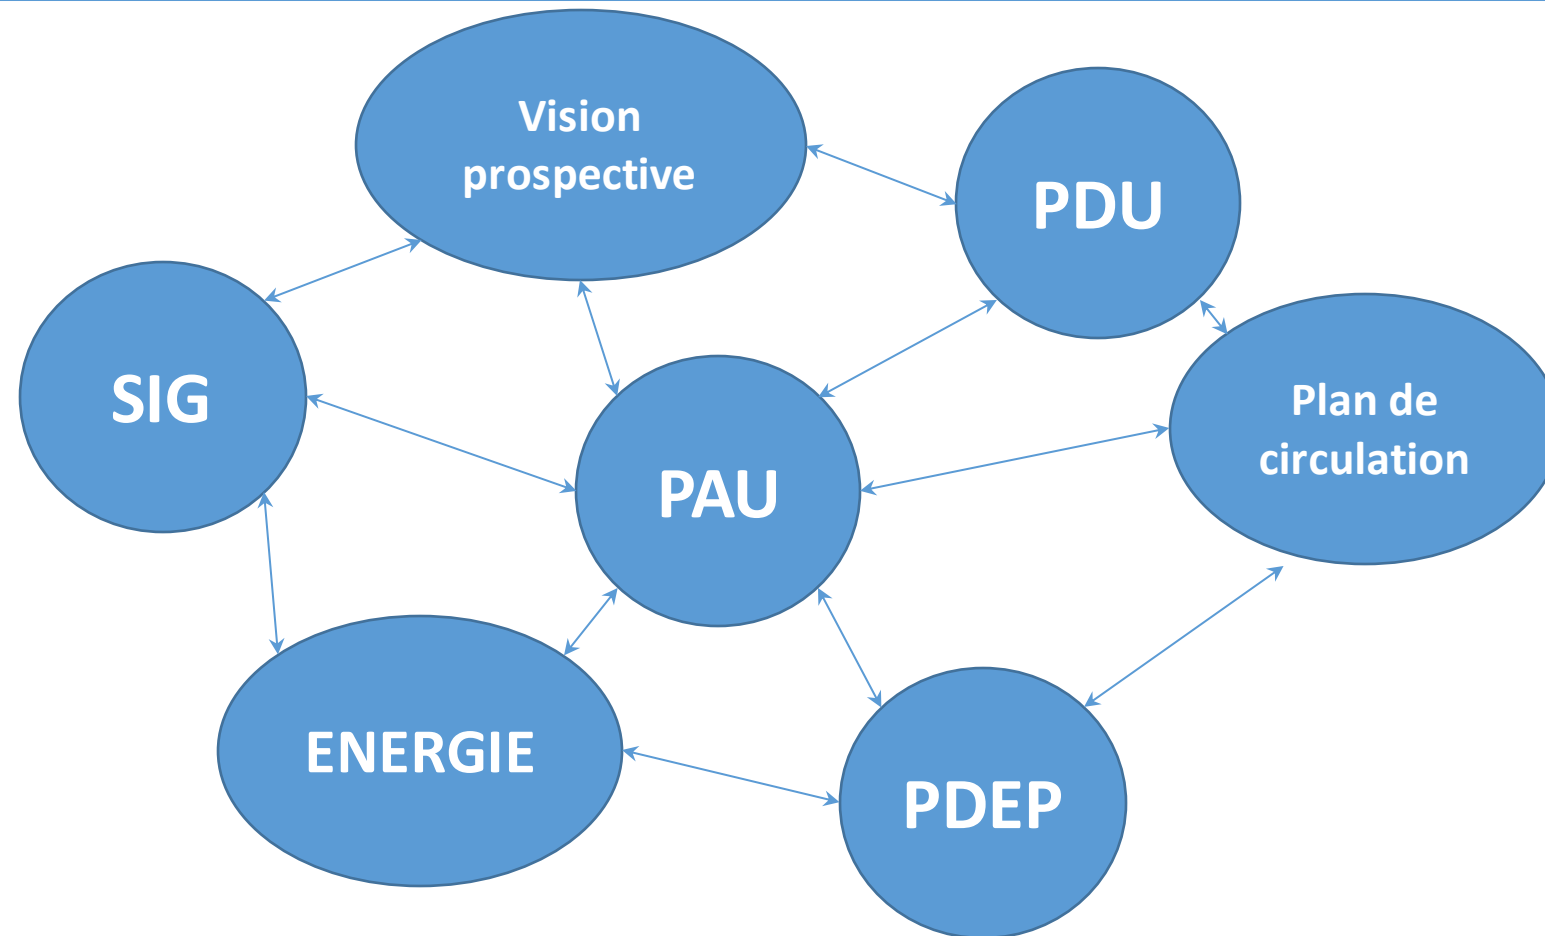 Vision
prospective
PDU
SIG
Plan de
circulation
PAU
ENERGIE
PDEP